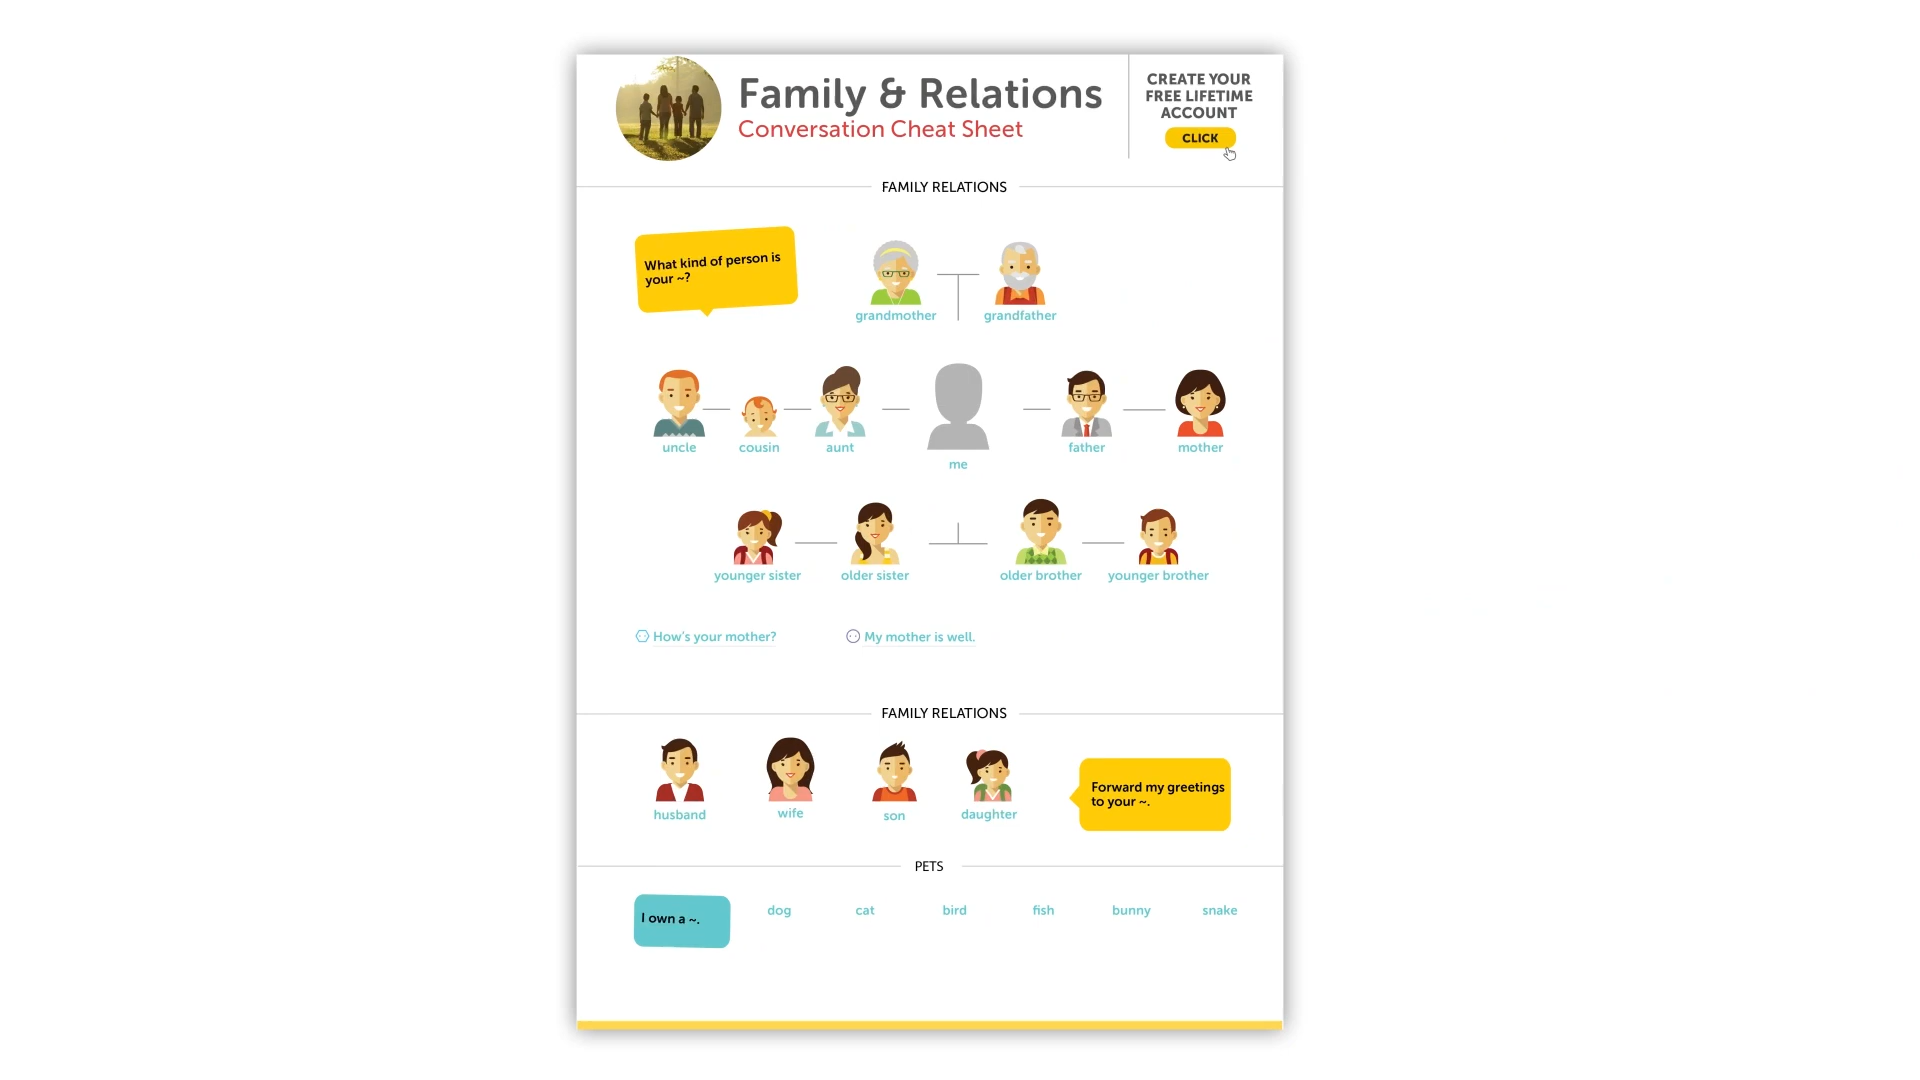 Family & Relations
Conversation Cheat Sheet
CREATE YOUR
FREE LIFETIME
ACCOUNT
CLICK
FAMILY RELATIONS
What kind of person is
your ~?
grandmother
grandfather
uncle
cousin
aunt
me
father
mother
younger sister
older sister
older brother
younger brother
How's your mother?
My mother is well.
FAMILY RELATIONS
husband
wife
son
daughter
Forward my greetings
to your ~.
PETS
I own a ~.
dog
cat
bird
fish
bunny
snake